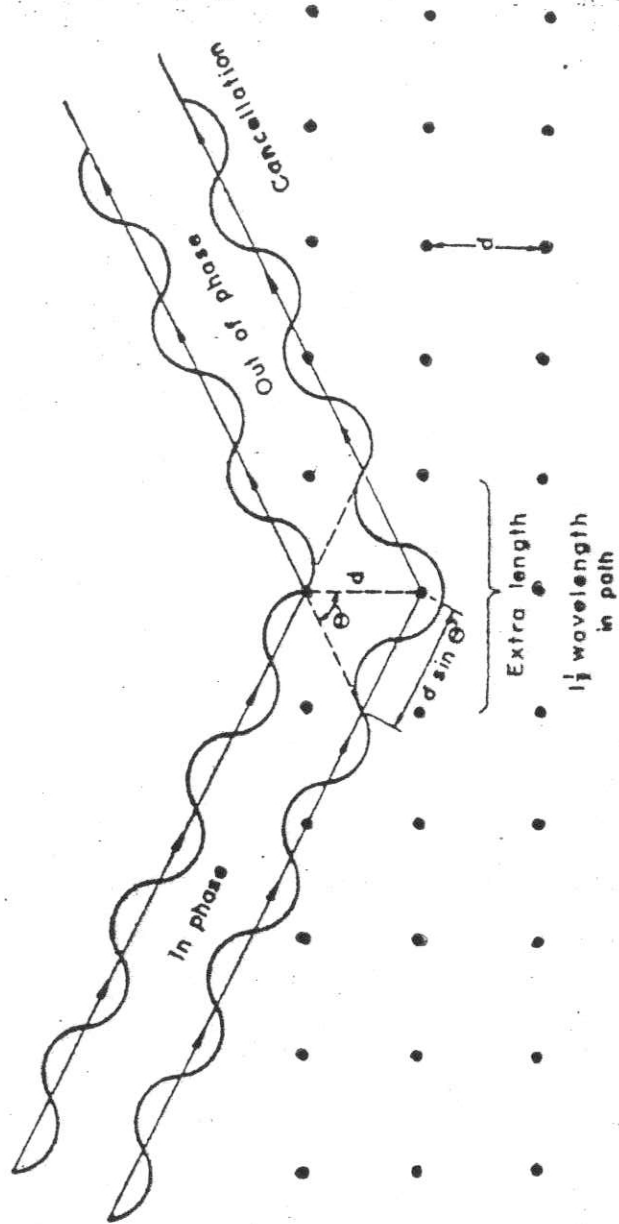 In phase
Out of phase
Cancellation
d
θ
d sin θ
d
Extra length
1½ wavelength
in path